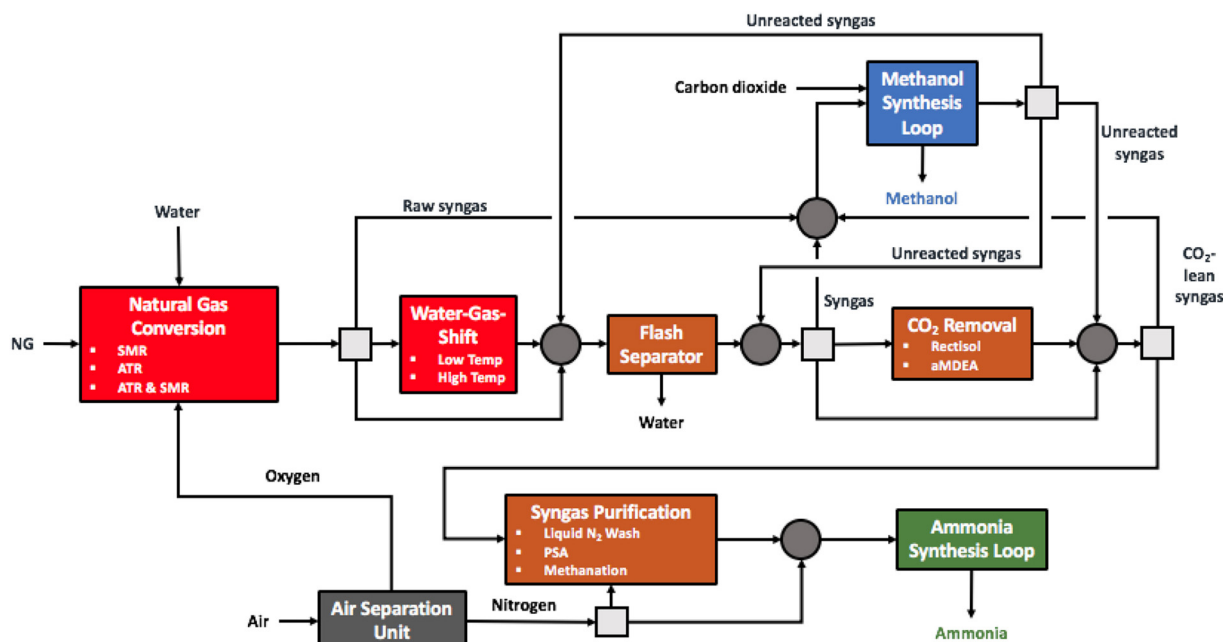 Unreacted syngas
Carbon dioxide
Methanol
Synthesis
Loop
Unreacted
syngas
Methanol
Water
Raw syngas
Unreacted syngas
CO₂-
lean
syngas
NG
Natural Gas
Conversion
▪ SMR
▪ ATR
▪ ATR & SMR
Water-Gas-
Shift
▪ Low Temp
▪ High Temp
Flash
Separator
Water
Syngas
CO₂ Removal
▪ Rectisol
▪ aMDEA
Oxygen
Syngas Purification
▪ Liquid N₂ Wash
▪ PSA
▪ Methanation
Ammonia
Synthesis Loop
Air
Air Separation
Unit
Nitrogen
Ammonia